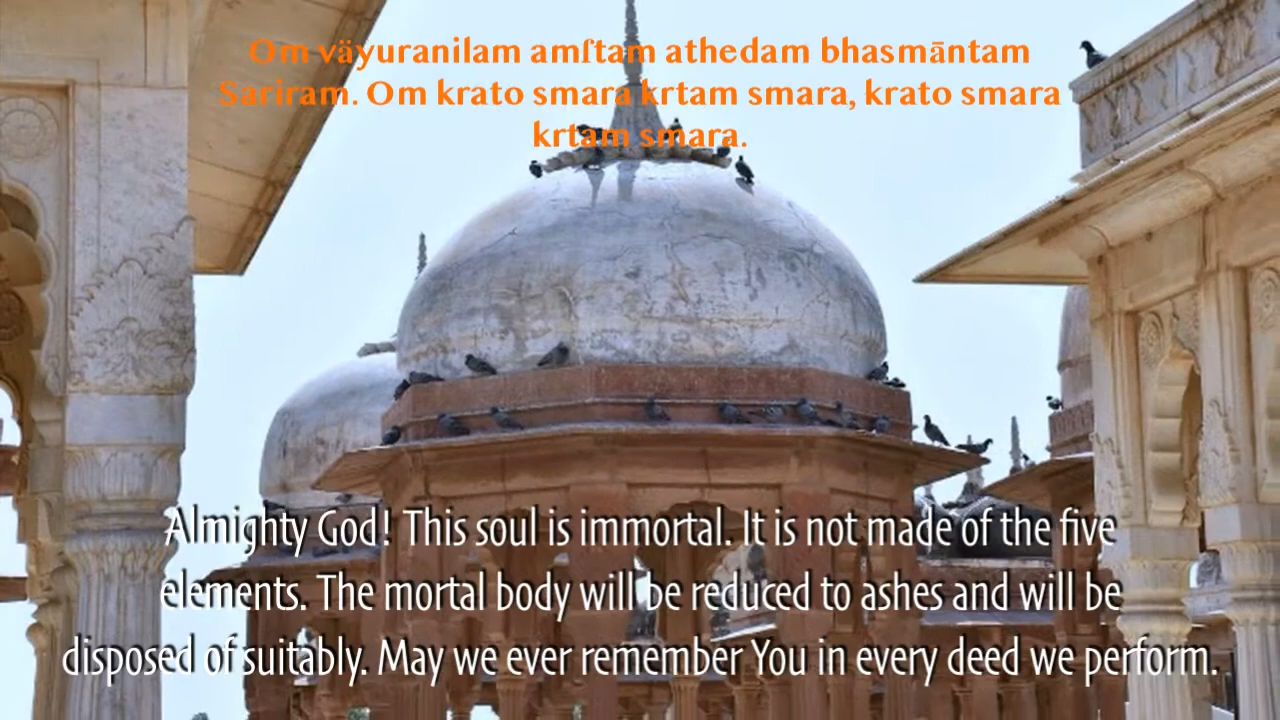 Om väyuranilam amſtam athedam bhasmāntam
Sariram. Om krato smara krtam smara, krato smara
krtam smara.
Almighty God! This soul is immortal. It is not made of the five
elements. The mortal body will be reduced to ashes and will be
disposed of suitably. May we ever remember You in every deed we perform.